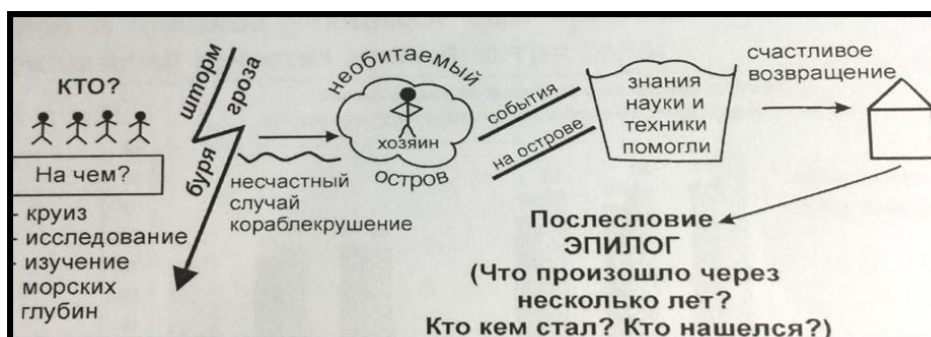 КТО?
На чем?
- круиз
- исследование
- изучение
морских
глубин
шторм
гроза
буря
несчастный
случай
кораблекрушение
необитаемый
хозяин
остров
события
на острове
знания
науки и
техники
помогли
счастливое
возвращение
Послесловие
ЭПИЛОГ
(Что произошло через
несколько лет?
Кто кем стал? Кто нашелся?)